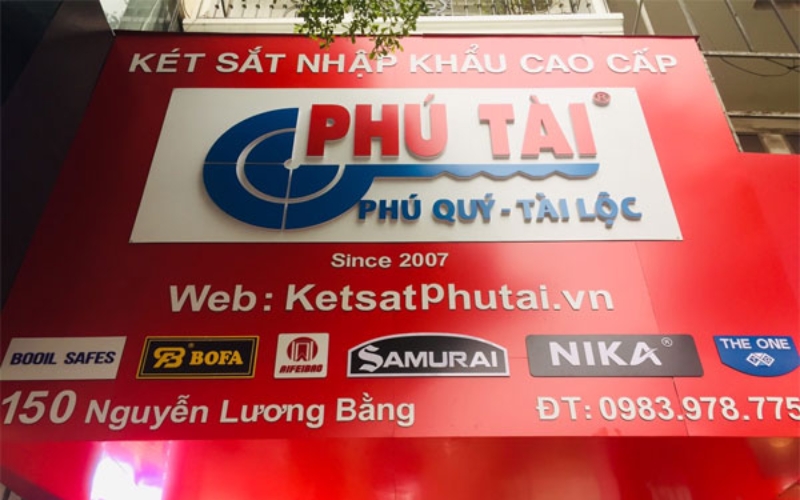 KÉT SẮT NHẬP KHẨU CAO CẤP
PHÚ TÀI ®
PHÚ QUÝ - TÀI LỘC
Since 2007
Web: KetsatPhutai.vn
BOOIL SAFES
BOFA
AIFEIBAO
SAMURAI
NIKA ®
THE ONE
150 Nguyễn Lương Bằng
ĐT: 0983.978.775